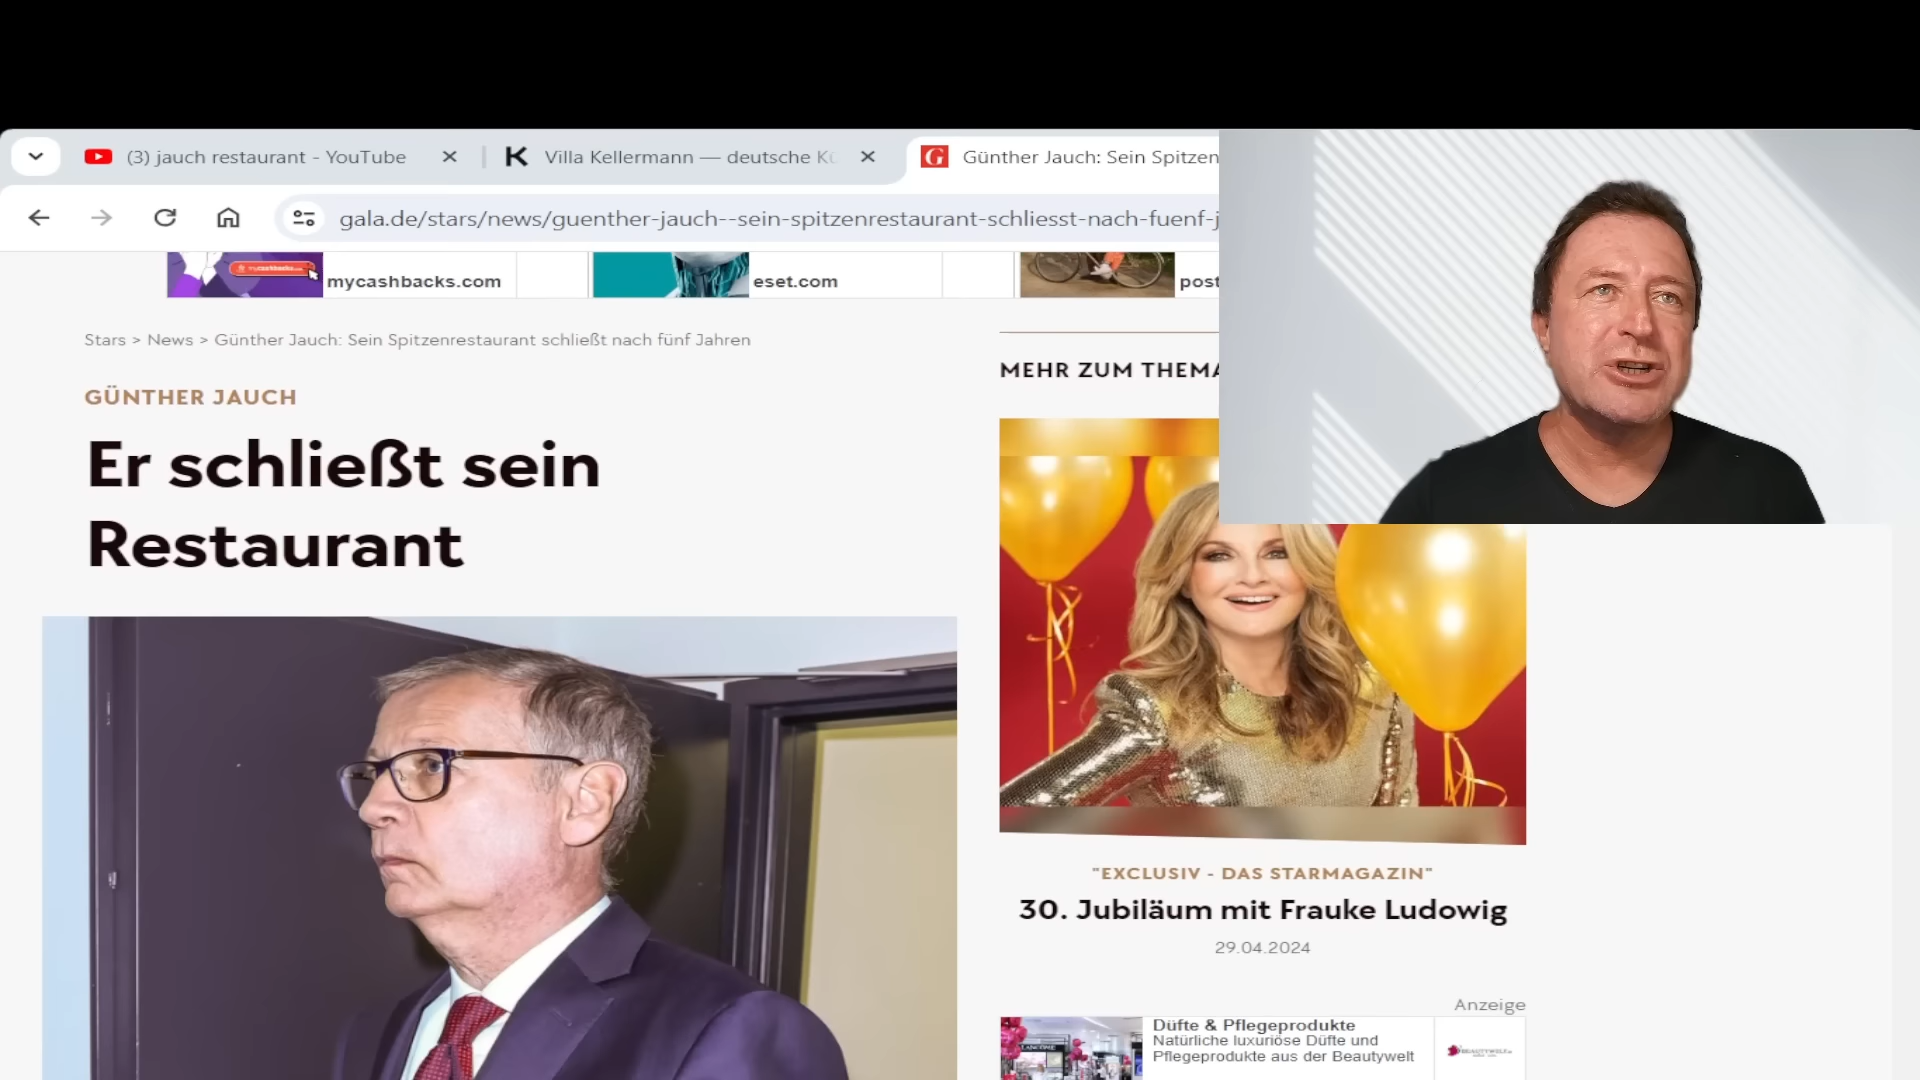 (3) jauch restaurant - YouTube
Villa Kellermann — deutsche Kü
Günther Jauch: Sein Spitzen
gala.de/stars/news/guenther-jauch--sein-spitzenrestaurant-schliesst-nach-fuenf-j
mycashbacks.com
eset.com
post
Stars > News > Günther Jauch: Sein Spitzenrestaurant schließt nach fünf Jahren
GÜNTHER JAUCH
Er schließt sein
Restaurant
MEHR ZUM THEMA
"EXCLUSIV - DAS STARMAGAZIN"
30. Jubiläum mit Frauke Ludowig
29.04.2024
Anzeige
Düfte & Pflegeprodukte
Natürliche luxuriöse Düfte und
Pflegeprodukte aus der Beautywelt
LANCOME